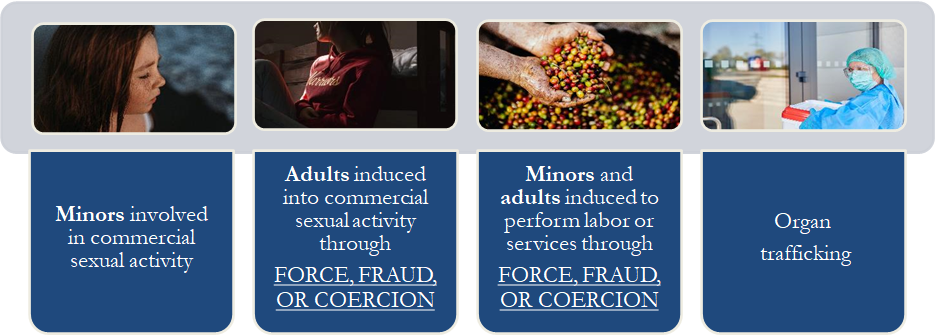 Minors involved
in commercial
sexual activity
Adults induced
into commercial
sexual activity
through
FORCE, FRAUD,
OR COERCION
Minors and
adults induced to
perform labor or
services through
FORCE, FRAUD,
OR COERCION
Organ
trafficking